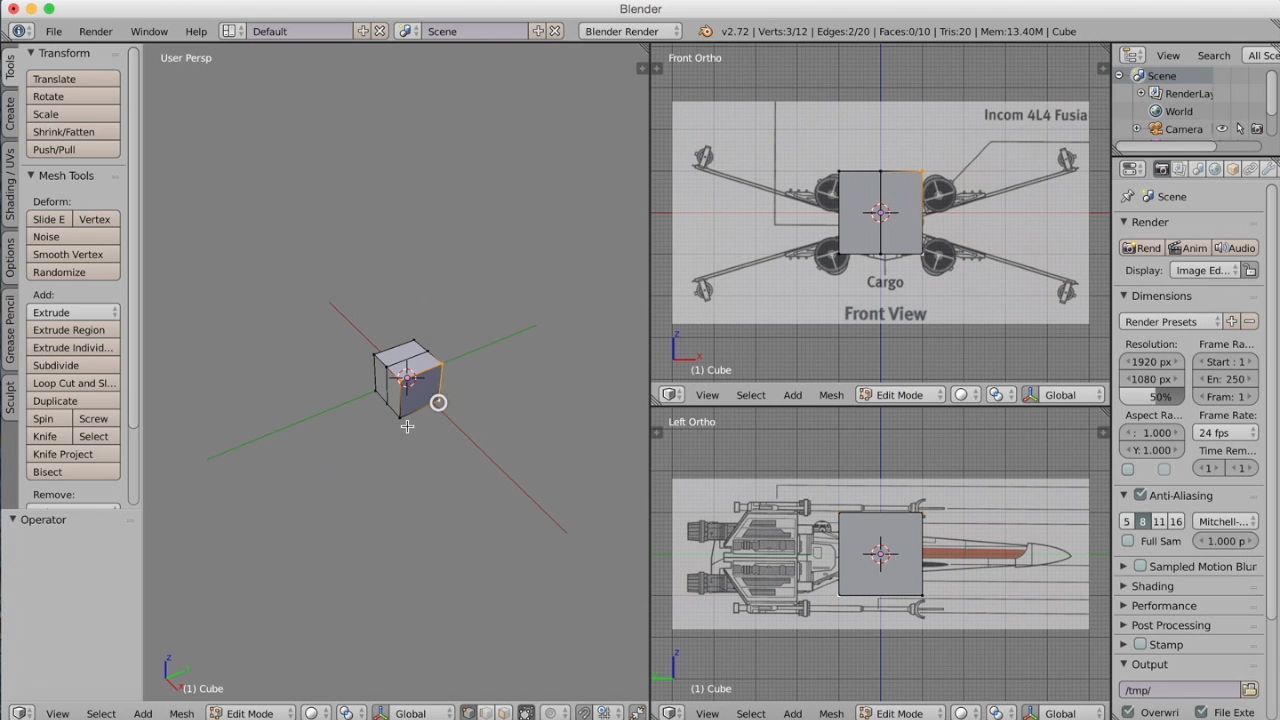 Blender
File Render Window Help Default Scene Blender Render v2.72 | Verts:3/12 | Edges:2/20 | Faces:0/10 | Tris:20 | Mem:13.40M | Cube
Tools
Create
Shading / UVs
Options
Grease Pencil
Sculpt
Transform
Translate
Rotate
Scale
Shrink/Fatten
Push/Pull
Mesh Tools
Deform:
Slide E Vertex
Noise
Smooth Vertex
Randomize
Add:
Extrude
Extrude Region
Extrude Individ...
Subdivide
Loop Cut and Sl...
Duplicate
Spin Screw
Knife Select
Knife Project
Bisect
Remove:
Operator
User Persp
z
(1) Cube
View Select Add Mesh Edit Mode Global
Front Ortho
Incom 4L4 Fusia
Cargo
Front View
z
x
(1) Cube
View Select Add Mesh Edit Mode Global
Left Ortho
z
(1) Cube
View Select Add Mesh Edit Mode Global
View Search All Sce
Scene
RenderLay
World
Camera
Scene
Render
Rend Anim Audio
Display: Image Ed...
Dimensions
Render Presets
Resolution: Frame Ra...
1920 px Start : 1
1080 px En: 250
50% Fram: 1
Aspect Ra... Frame Rate:
: 1.000 24 fps
Y: 1.000 Time Rem...
1 1
Anti-Aliasing
5 8 11 16 Mitchell-...
Full Sam 1.000 p
Sampled Motion Blur
Shading
Performance
Post Processing
Stamp
Output
/tmp/
Overwri File Exte